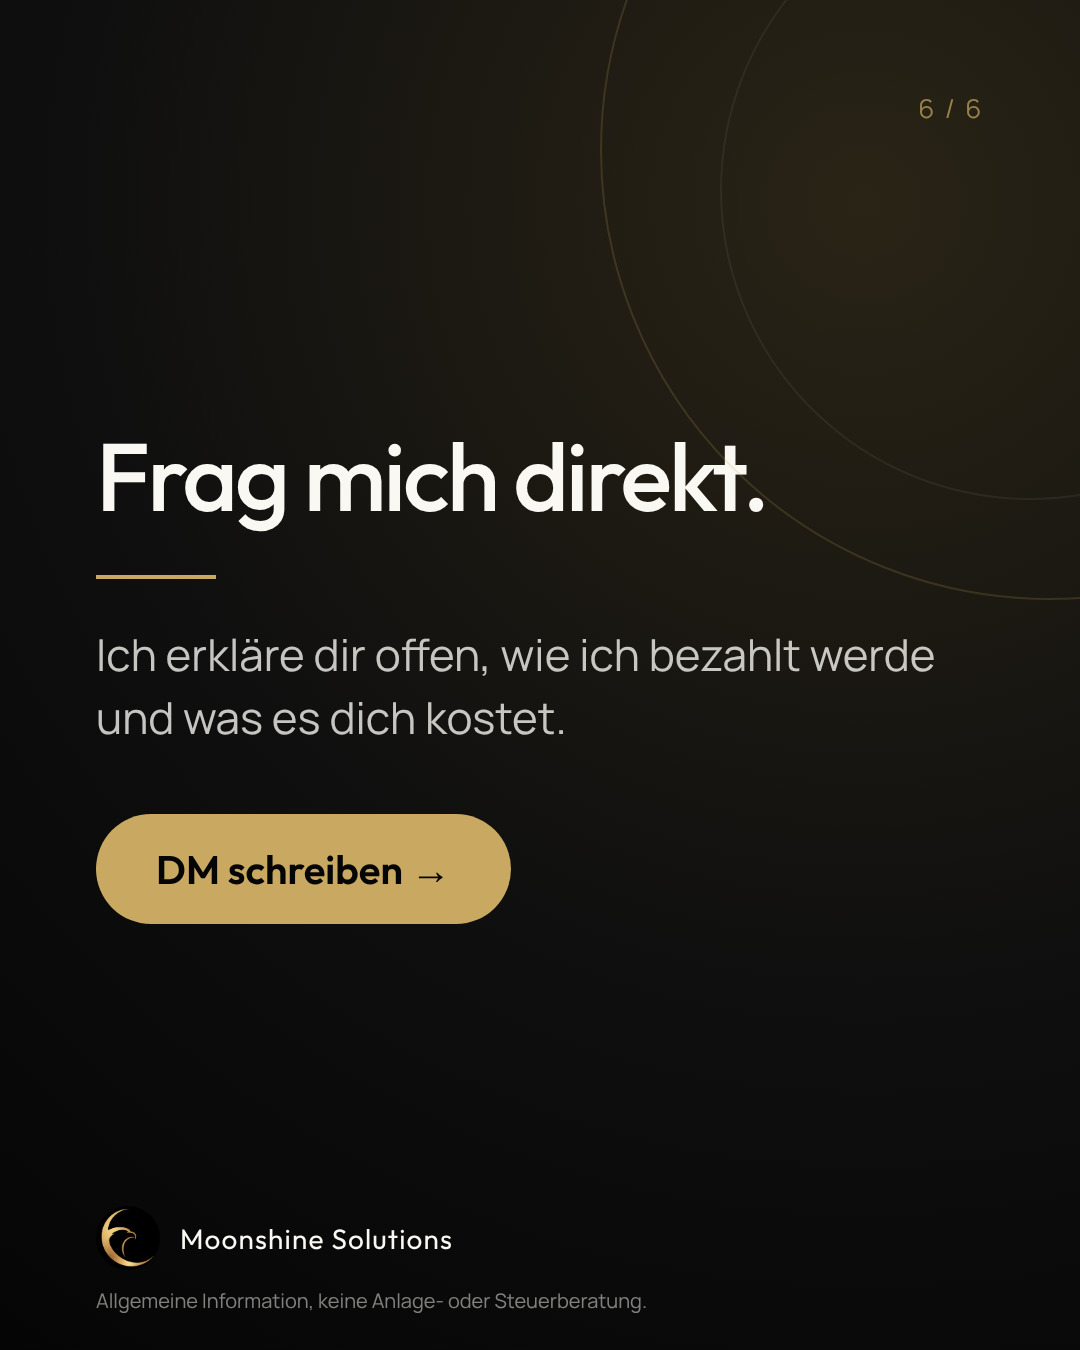 6 / 6
Frag mich direkt.
Ich erkläre dir offen, wie ich bezahlt werde
und was es dich kostet.
DM schreiben →
Moonshine Solutions
Allgemeine Information, keine Anlage- oder Steuerberatung.